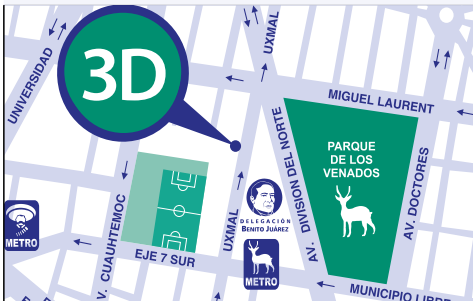 UNIVERSIDAD
3D
UXMAL
MIGUEL LAURENT
AV. DIVISION DEL NORTE
PARQUE
DE LOS
VENADOS
AV. DOCTORES
V. CUAUHTEMOC
UXMAL
DELEGACIÓN
BENITO JUÁREZ
METRO
EJE 7 SUR
METRO
MUNICIPIO LIBRE